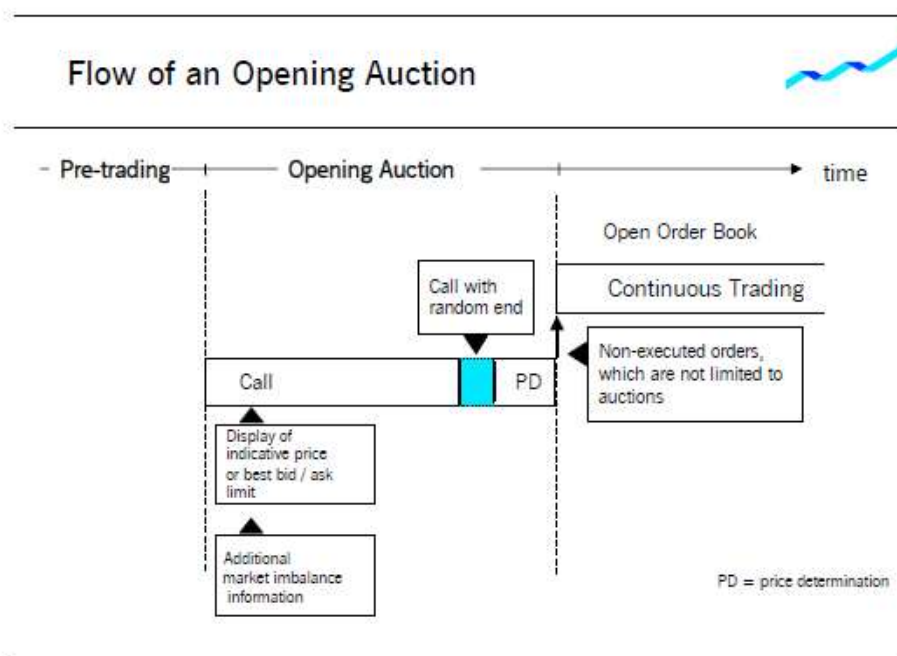 Flow of an Opening Auction
Pre-trading
Opening Auction
time
Open Order Book
Continuous Trading
Call with
random end
Non-executed orders,
which are not limited to
auctions
Call
PD
Display of
indicative price
or best bid / ask
limit
Additional
market imbalance
information
PD = price determination